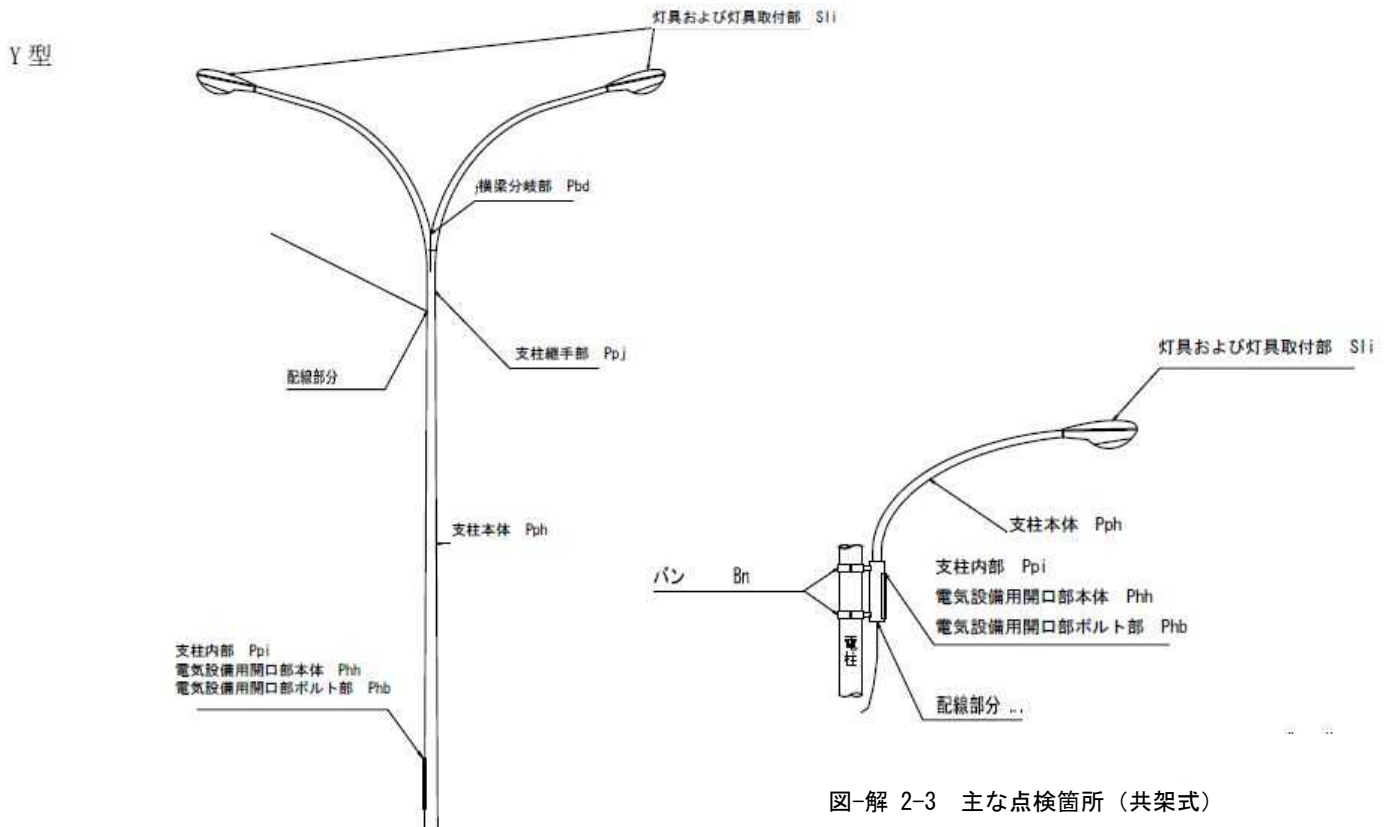 Y型
灯具および灯具取付部 Sli
横梁分岐部 Pbd
支柱継手部 Ppj
配線部分
支柱本体 Pph
支柱内部 Ppi
電気設備用開口部本体 Phh
電気設備用開口部ボルト部 Phb
灯具および灯具取付部 Sli
支柱本体 Pph
バン Bn
支柱内部 Ppi
電気設備用開口部本体 Phh
電気設備用開口部ボルト部 Phb
電柱
配線部分 ..
図-解 2-3 主な点検箇所（共架式）